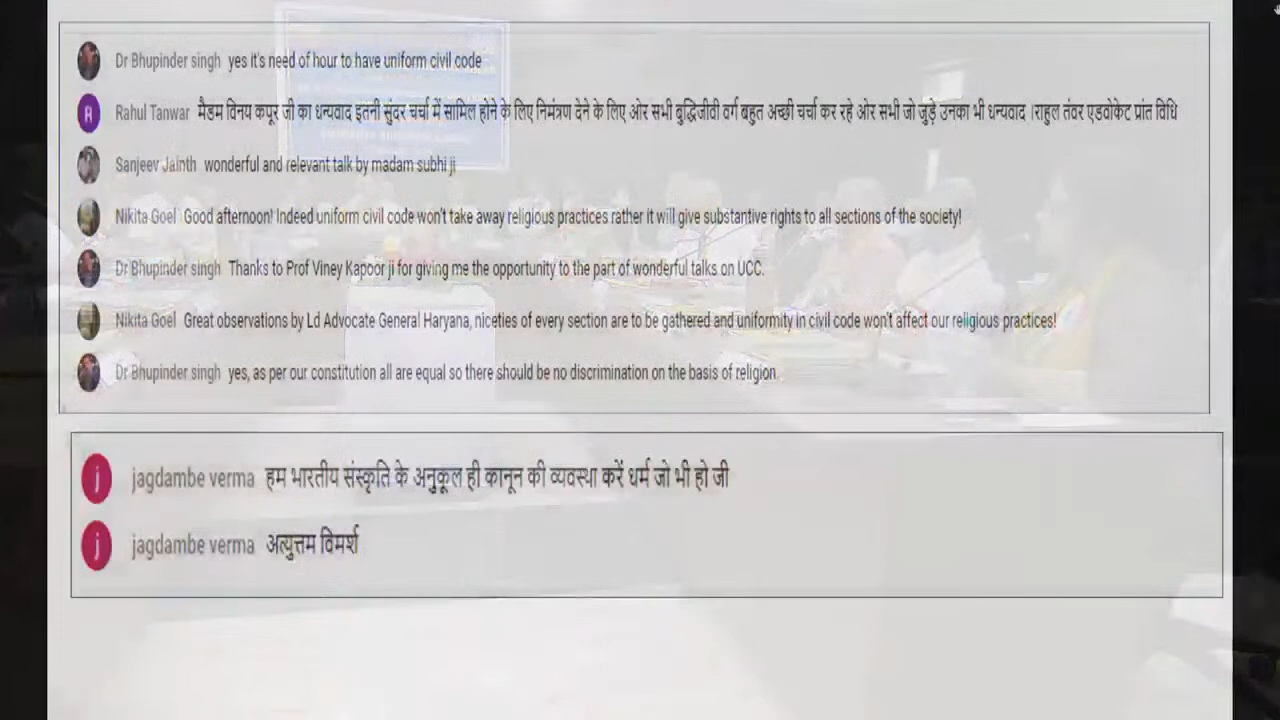 Dr Bhupinder singh yes it's need of hour to have uniform civil code
R Rahul Tanwar मैडम विनय कपूर जी का धन्यवाद इतनी सुंदर चर्चा में सामिल होने के लिए निमंत्रण देने के लिए ओर सभी बुद्धिजीवी वर्ग बहुत अच्छी चर्चा कर रहे ओर सभी जो जुड़े उनका भी धन्यवाद ।राहुल तंवर एडवोकेट प्रांत विधि
Sanjeev Jainth wonderful and relevant talk by madam subhi ji
Nikita Goel Good afternoon! Indeed uniform civil code won't take away religious practices rather it will give substantive rights to all sections of the society!
Dr Bhupinder singh Thanks to Prof Viney Kapoor ji for giving me the opportunity to the part of wonderful talks on UCC.
Nikita Goel Great observations by Ld Advocate General Haryana, niceties of every section are to be gathered and uniformity in civil code won't affect our religious practices!
Dr Bhupinder singh yes, as per our constitution all are equal so there should be no discrimination on the basis of religion
j jagdambe verma हम भारतीय संस्कृति के अनुकूल ही कानून की व्यवस्था करें धर्म जो भी हो जी
j jagdambe verma अत्युत्तम विमर्श